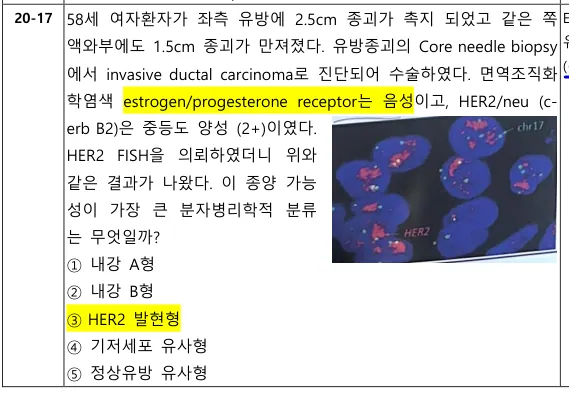 20-17
58세 여자환자가 좌측 유방에 2.5cm 종괴가 촉지 되었고 같은 쪽
액와부에도 1.5cm 종괴가 만져졌다. 유방종괴의 Core needle biopsy
에서 invasive ductal carcinoma로 진단되어 수술하였다. 면역조직화
학염색 estrogen/progesterone receptor는 음성이고, HER2/neu (c-
erb B2)은 중등도 양성 (2+)이였다.
HER2 FISH을 의뢰하였더니 위와
같은 결과가 나왔다. 이 종양 가능
성이 가장 큰 분자병리학적 분류
는 무엇일까?
chr17
HER2
① 내강 A형
② 내강 B형
③ HER2 발현형
④ 기저세포 유사형
⑤ 정상유방 유사형